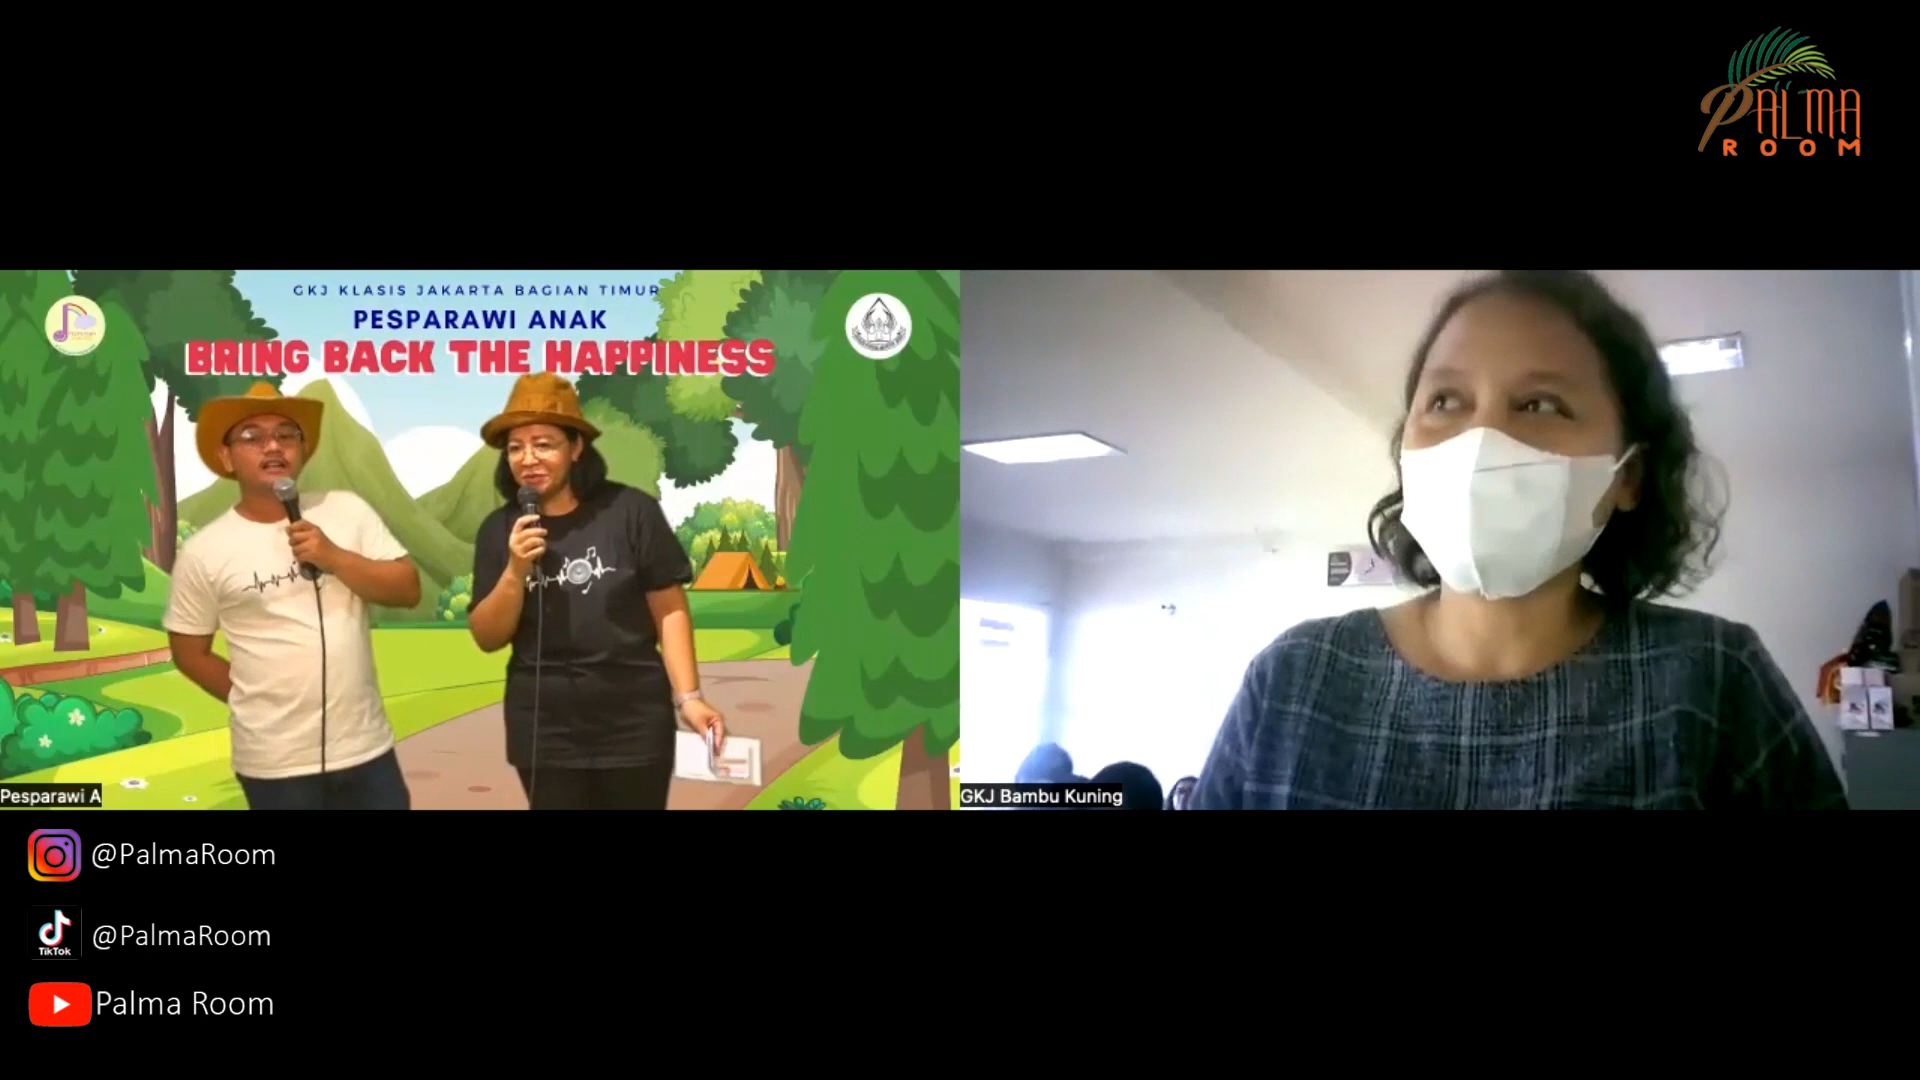 PALMA
ROOM
GKJ KLASIS JAKARTA BAGIAN TIMUR
PESPARAWI ANAK
BRING BACK THE HAPPINESS
Pesparawi A
GKJ Bambu Kuning
@PalmaRoom
TikTok
@PalmaRoom
Palma Room